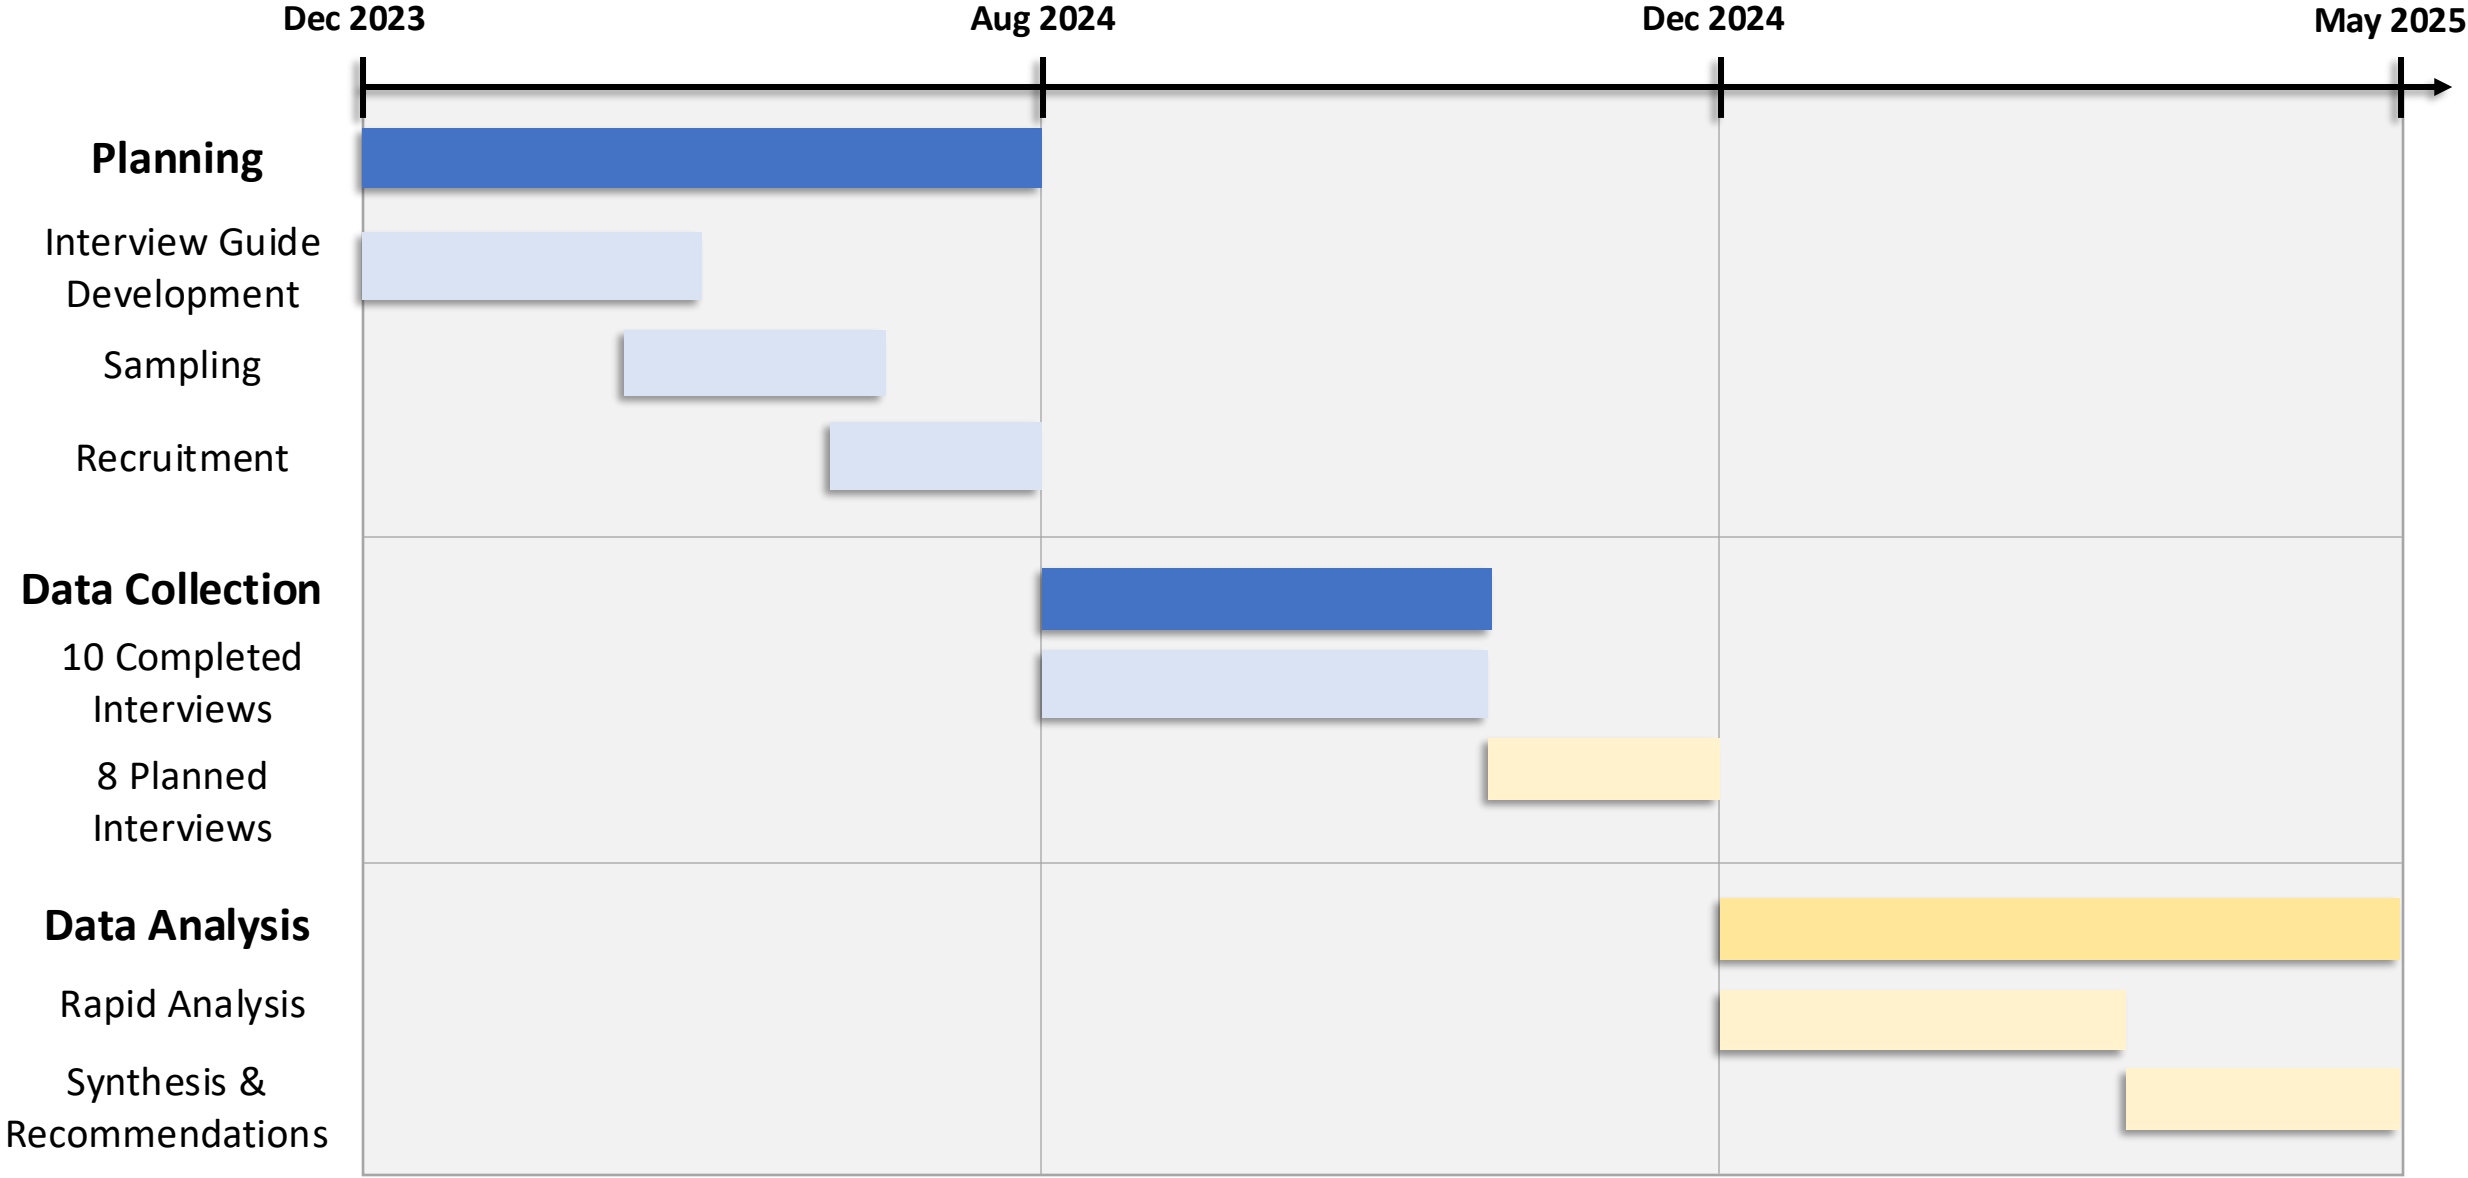 Dec 2023
Aug 2024
Dec 2024
May 2025
Planning
Interview Guide
Development
Sampling
Recruitment
Data Collection
10 Completed
Interviews
8 Planned
Interviews
Data Analysis
Rapid Analysis
Synthesis &
Recommendations